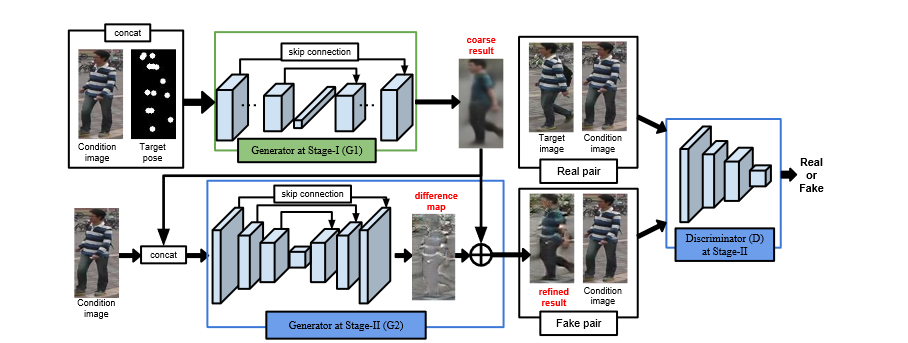 concat
Condition
image
Target
pose
skip connection
Generator at Stage-I (G1)
coarse
result
Target
image
Condition
image
Real pair
Real
or
Fake
Discriminator (D)
at Stage-II
Condition
image
concat
skip connection
difference
map
Generator at Stage-II (G2)
refined
result
Condition
image
Fake pair